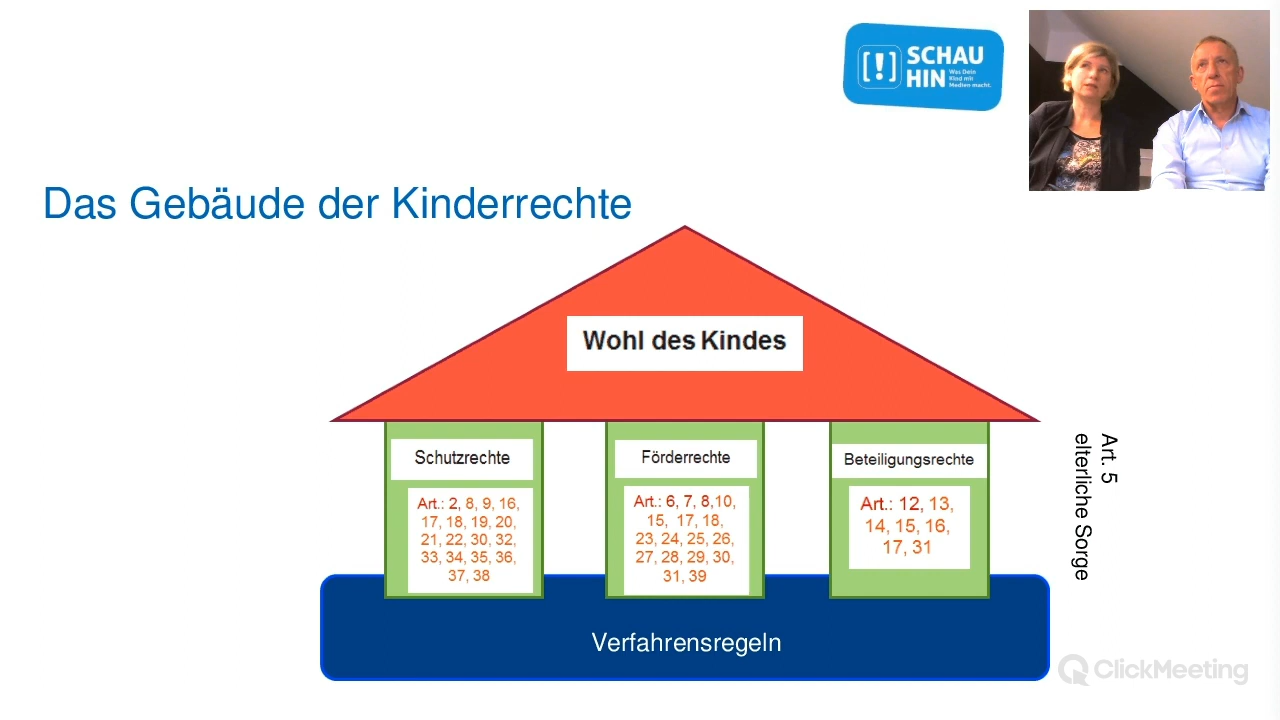 [!] SCHAU
HIN Was Dein
Kind mit
Medien macht.
Das Gebäude der Kinderrechte
Wohl des Kindes
Schutzrechte
Art.: 2, 8, 9, 16,
17, 18, 19, 20,
21, 22, 30, 32,
33, 34, 35, 36,
37, 38
Förderrechte
Art.: 6, 7, 8,10,
15, 17, 18,
23, 24, 25, 26,
27, 28, 29, 30,
31, 39
Beteiligungsrechte
Art.: 12, 13,
14, 15, 16,
17, 31
Art. 5
elterliche Sorge
Verfahrensregeln
ClickMeeting